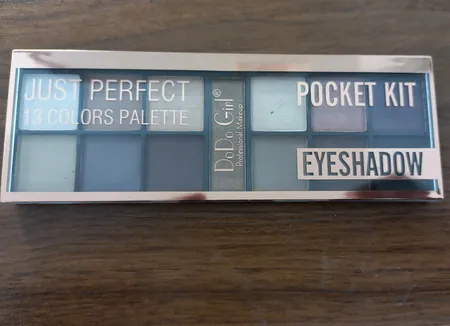 JUST PERFECT
13 COLORS PALETTE
DoDo Girl®
Professional Makeup
POCKET KIT
EYESHADOW